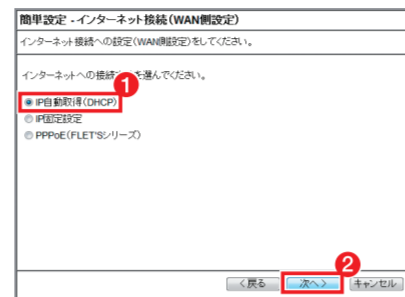 簡単設定 - インターネット接続(WAN側設定)
インターネット接続への設定(WAN側設定)をしてください。
インターネットへの接続 を選んでください。
1
IP自動取得(DHCP)
IP固定設定
PPPoE(FLET'Sシリーズ)
2
<戻る 次へ> キャンセル